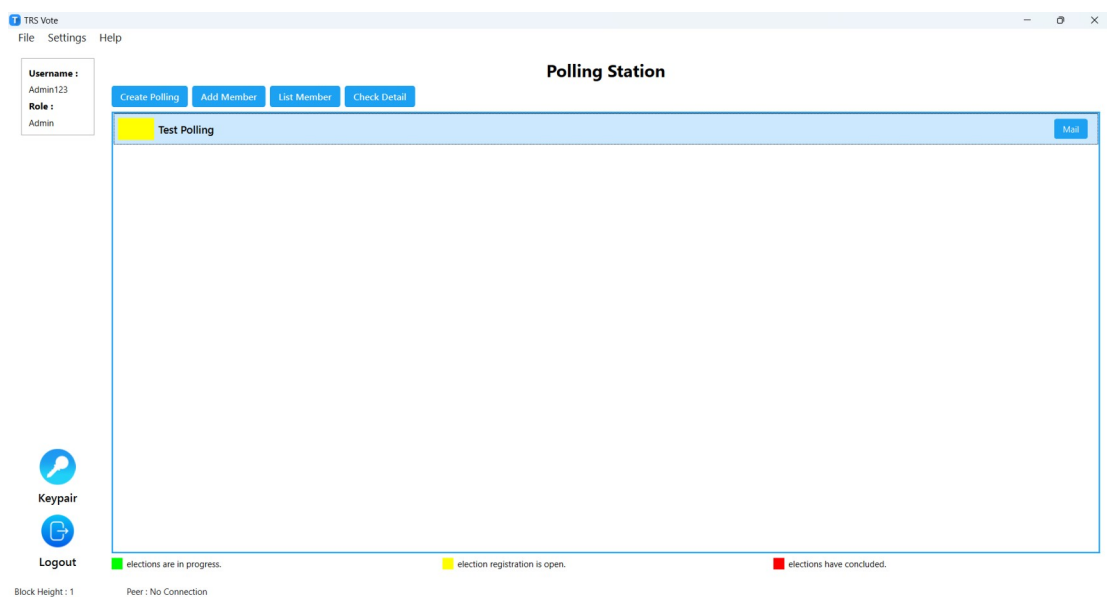 TRS Vote
File Settings Help
Username :
Admin123
Role :
Admin
Polling Station
Create Polling Add Member List Member Check Detail
Test Polling Mail
Keypair
Logout
elections are in progress. election registration is open. elections have concluded.
Block Height : 1 Peer : No Connection